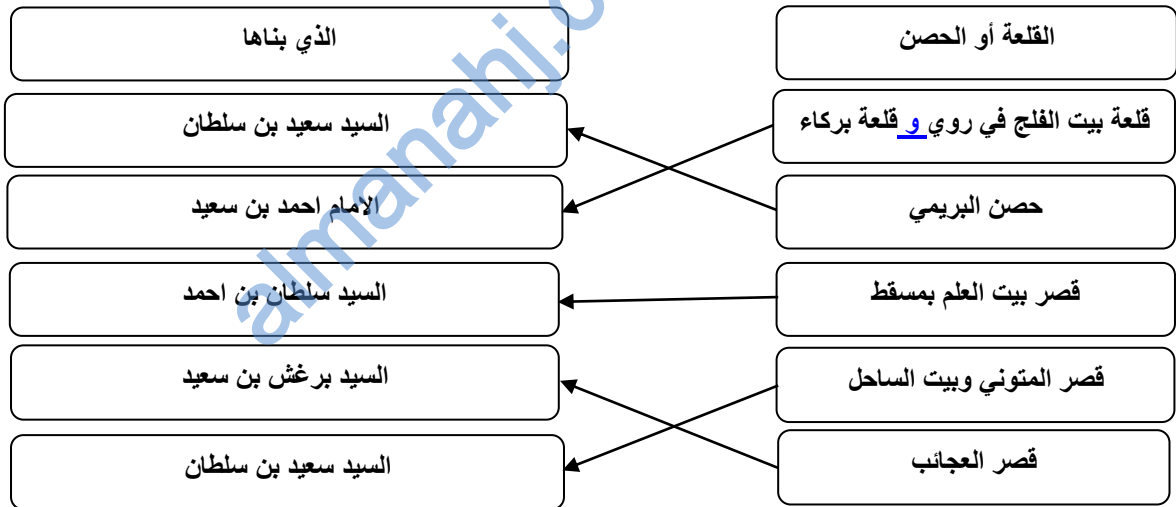 القلعة أو الحصن
الذي بناها
قلعة بيت الفلج في روي و قلعة بركاء
السيد سعيد بن سلطان
حصن البريمي
الامام احمد بن سعيد
قصر بيت العلم بمسقط
السيد سلطان بن احمد
قصر المتوني وبيت الساحل
السيد برغش بن سعيد
قصر العجائب
السيد سعيد بن سلطان